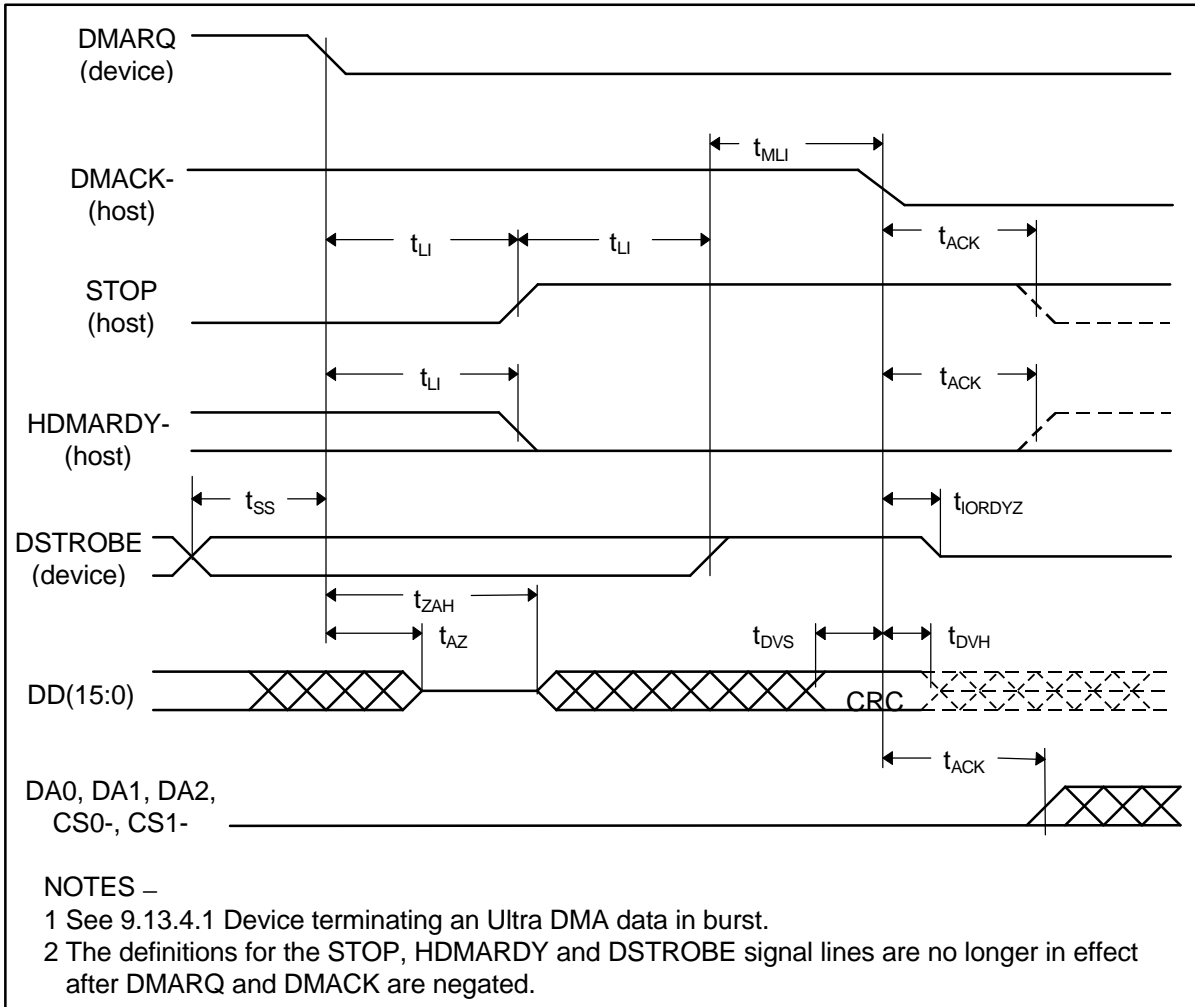 DMARQ
(device)
tMLI
DMACK-
(host)
tLI
tLI
tACK
STOP
(host)
tLI
tACK
HDMARDY-
(host)
tSS
tIORDYZ
DSTROBE
(device)
tZAH
tAZ
tDVS
tDVH
DD(15:0)
CRC
tACK
DA0, DA1, DA2,
CS0-, CS1-
NOTES –
1 See 9.13.4.1 Device terminating an Ultra DMA data in burst.
2 The definitions for the STOP, HDMARDY and DSTROBE signal lines are no longer in effect
after DMARQ and DMACK are negated.